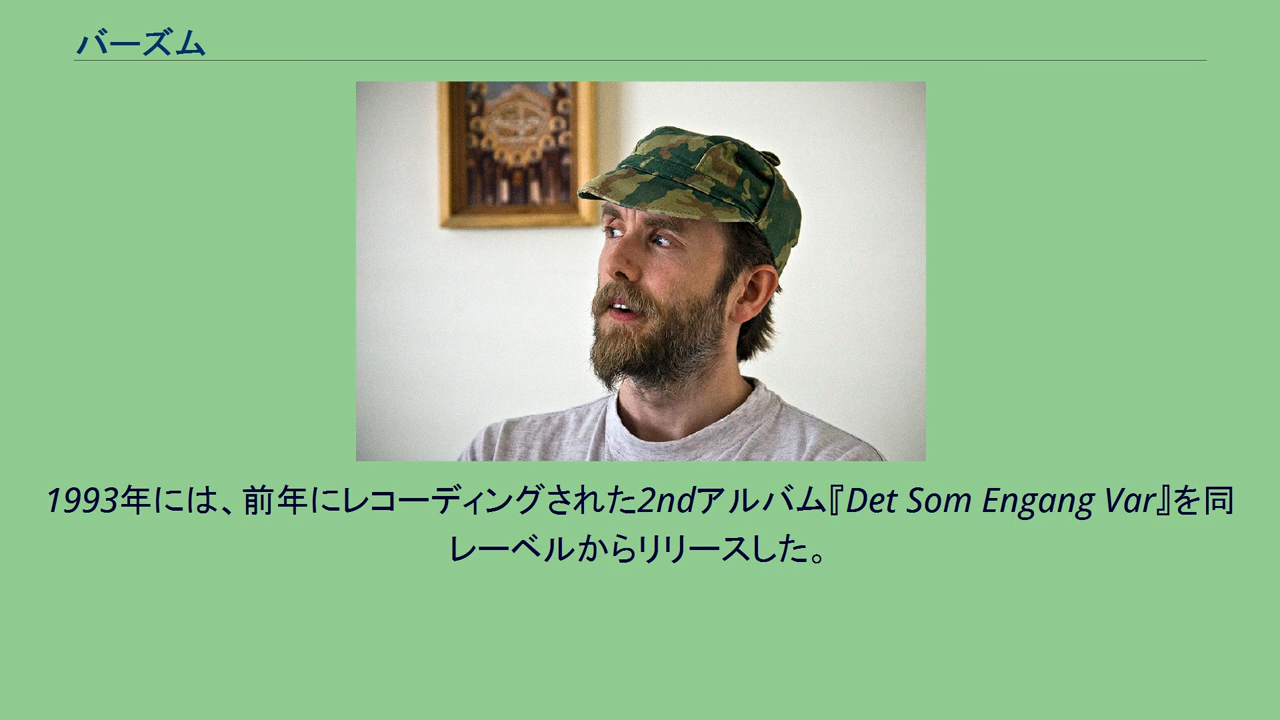 バーズム
1993年には、前年にレコーディングされた2ndアルバム『Det Som Engang Var』を同
レーベルからリリースした。